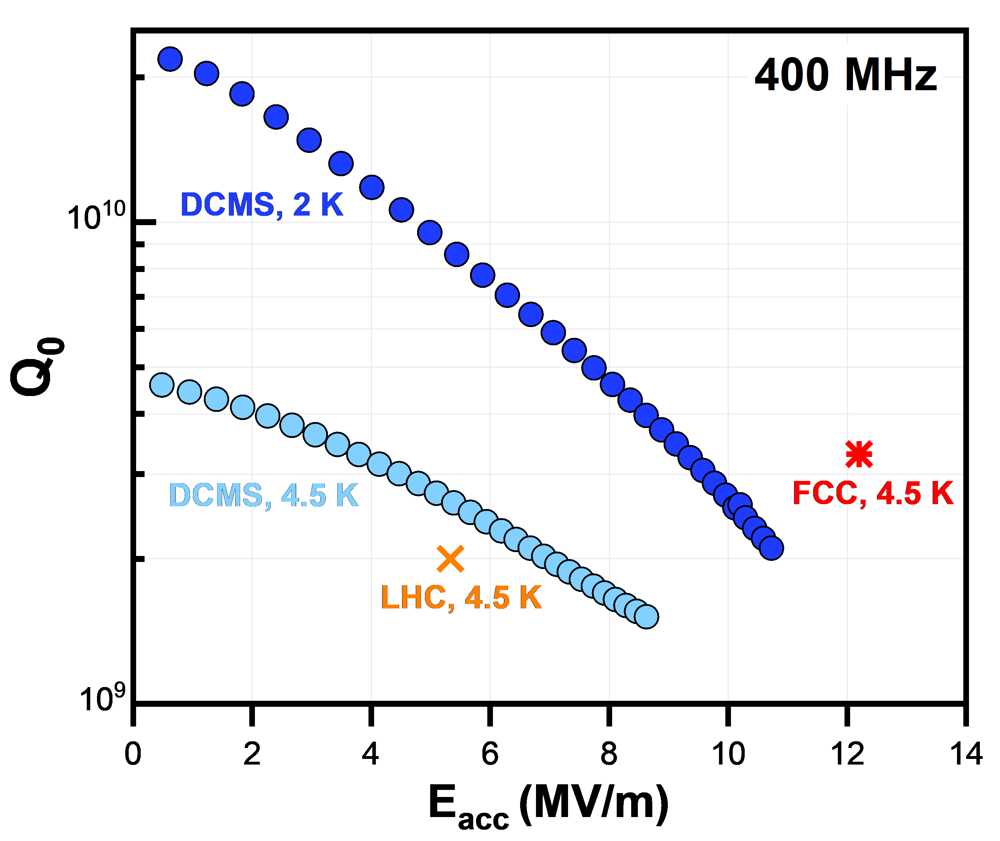 400 MHz
DCMS, 2 K
10¹⁰
Q₀
DCMS, 4.5 K
FCC, 4.5 K
LHC, 4.5 K
10⁹
0 2 4 6 8 10 12 14
E_acc (MV/m)